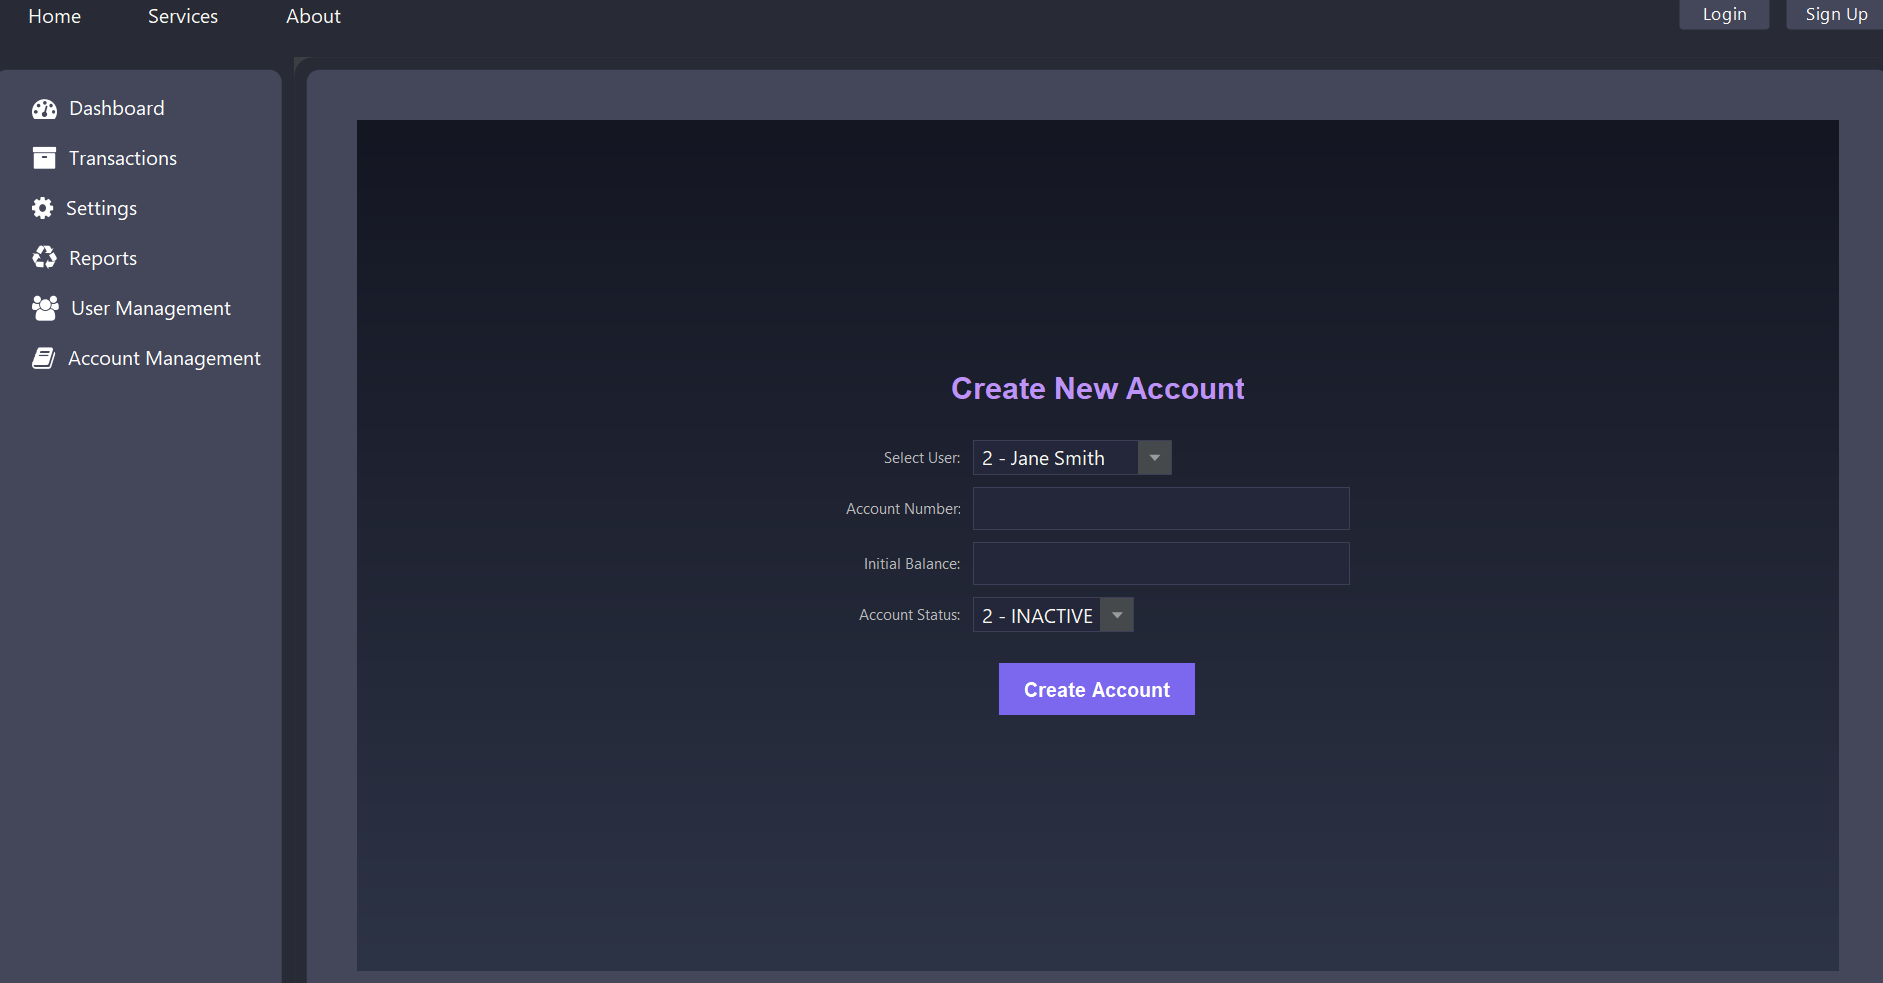 Home Services About Login Sign Up
Dashboard
Transactions
Settings
Reports
User Management
Account Management
Create New Account
Select User: 2 - Jane Smith
Account Number:
Initial Balance:
Account Status: 2 - INACTIVE
Create Account